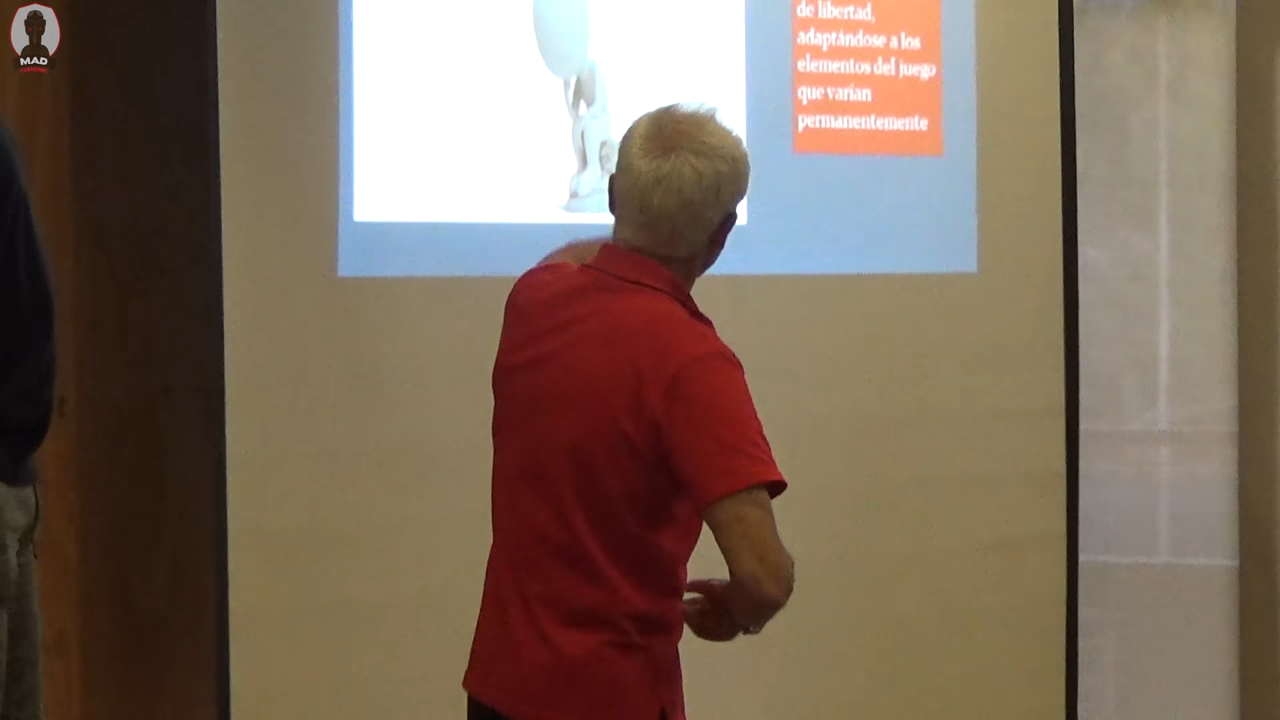 MAD
de libertad,
adaptándose a los
elementos del juego
que varían
permanentemente